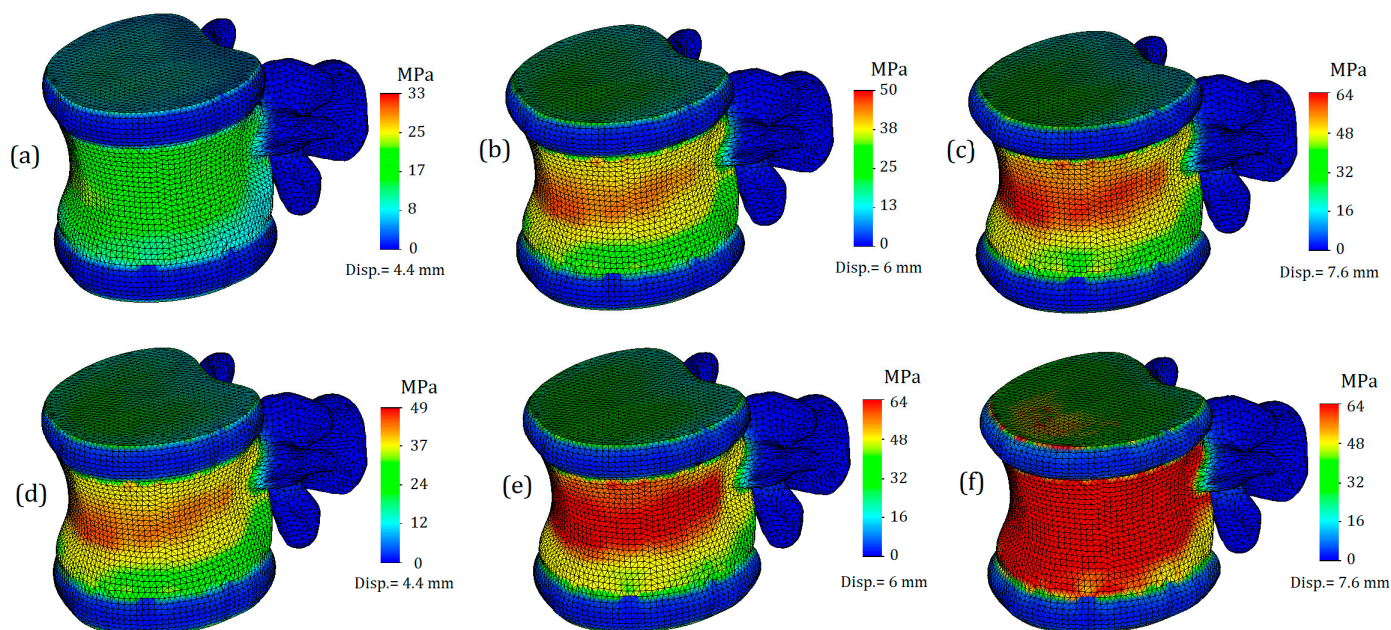 (a)
MPa
33
25
17
8
0
Disp.= 4.4 mm
(b)
MPa
50
38
25
13
0
Disp.= 6 mm
(c)
MPa
64
48
32
16
0
Disp.= 7.6 mm
(d)
MPa
49
37
24
12
0
Disp.= 4.4 mm
(e)
MPa
64
48
32
16
0
Disp.= 6 mm
(f)
MPa
64
48
32
16
0
Disp.= 7.6 mm